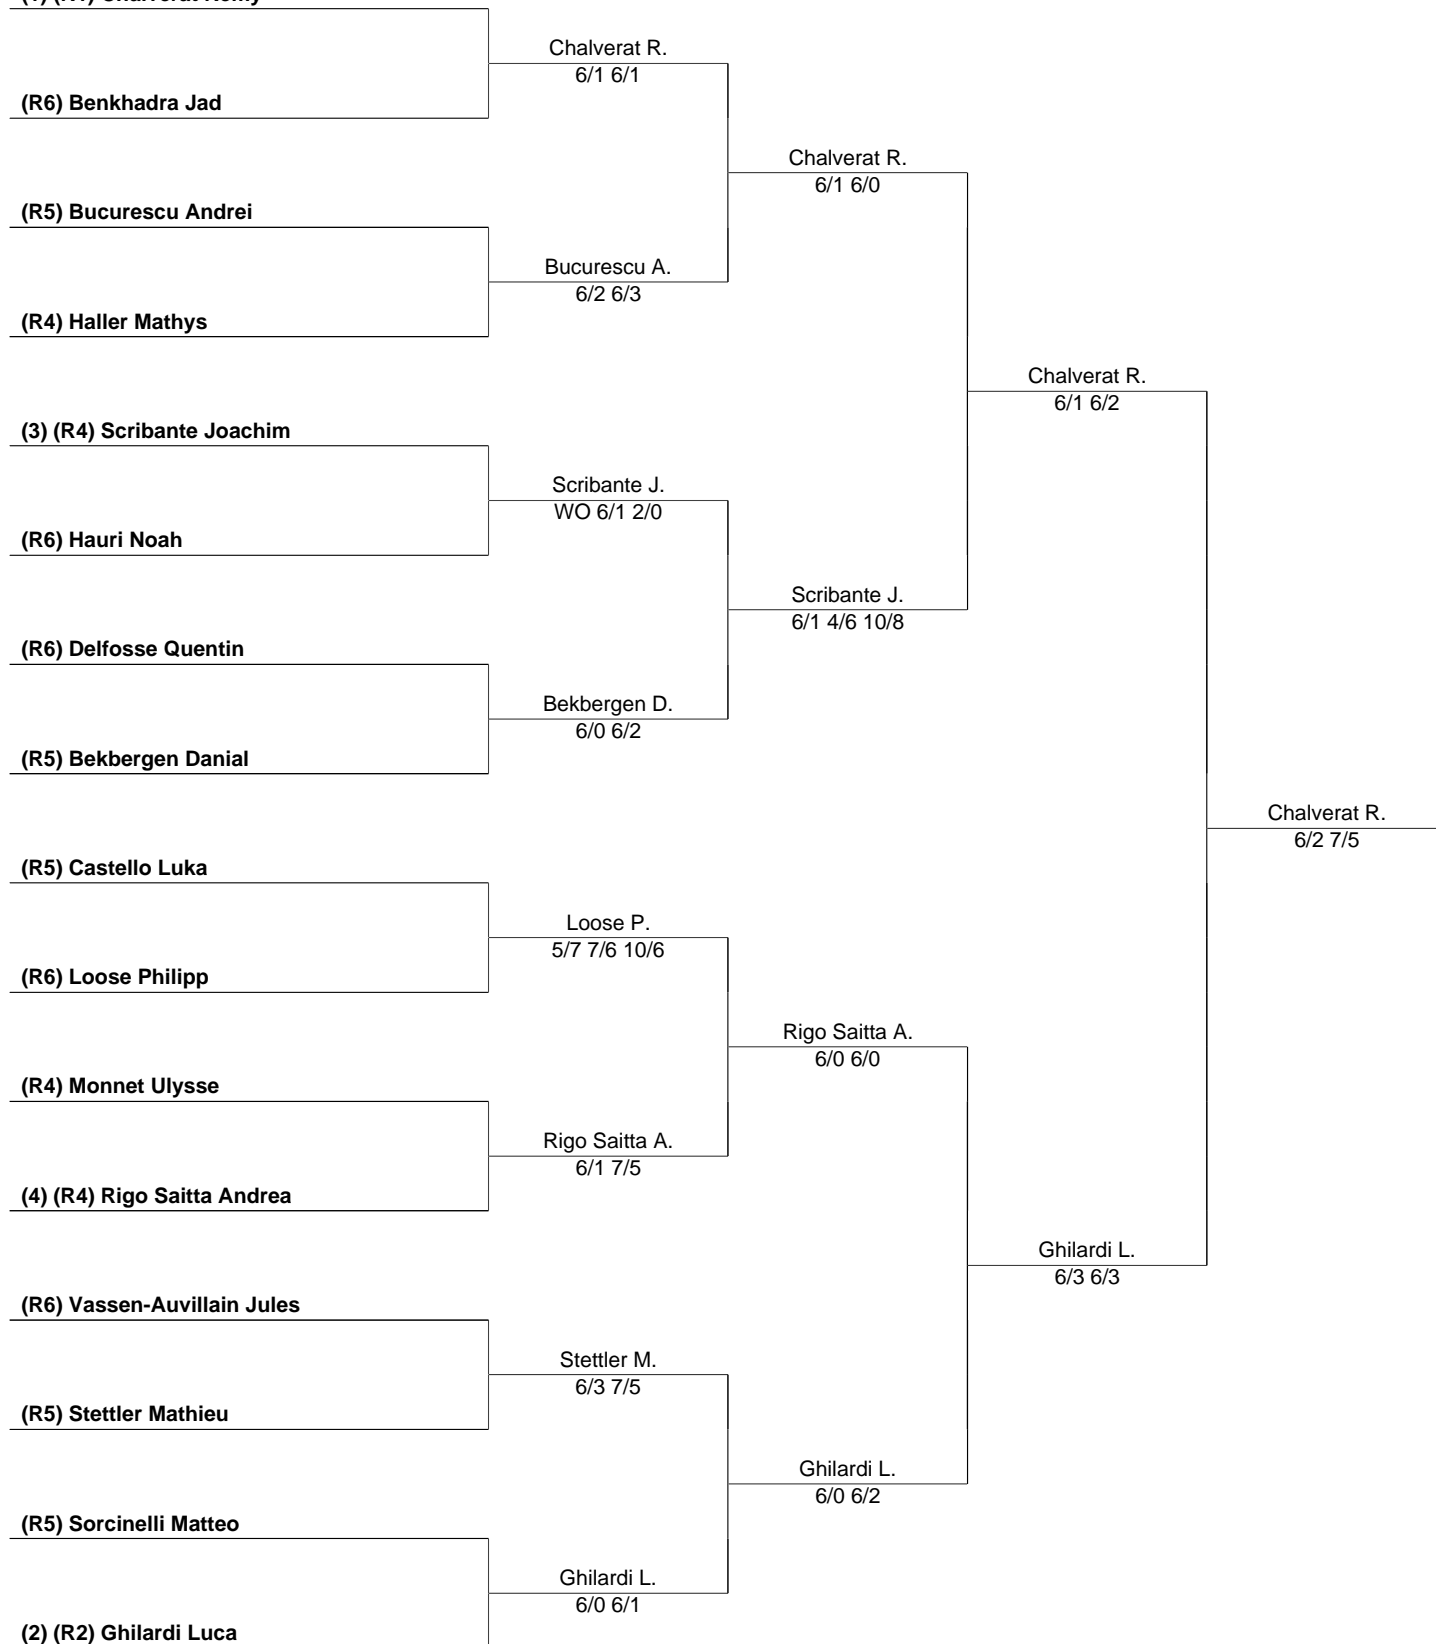 Chalverat R.
6/1 6/1
(R6) Benkhadra Jad
Chalverat R.
6/1 6/0
(R5) Bucurescu Andrei
Bucurescu A.
6/2 6/3
(R4) Haller Mathys
Chalverat R.
6/1 6/2
(3) (R4) Scribante Joachim
Scribante J.
WO 6/1 2/0
(R6) Hauri Noah
Scribante J.
6/1 4/6 10/8
(R6) Delfosse Quentin
Bekbergen D.
6/0 6/2
(R5) Bekbergen Danial
Chalverat R.
6/2 7/5
(R5) Castello Luka
Loose P.
5/7 7/6 10/6
(R6) Loose Philipp
Rigo Saitta A.
6/0 6/0
(R4) Monnet Ulysse
Rigo Saitta A.
6/1 7/5
(4) (R4) Rigo Saitta Andrea
Ghilardi L.
6/3 6/3
(R6) Vassen-Auvillain Jules
Stettler M.
6/3 7/5
(R5) Stettler Mathieu
Ghilardi L.
6/0 6/2
(R5) Sorcinelli Matteo
Ghilardi L.
6/0 6/1
(2) (R2) Ghilardi Luca